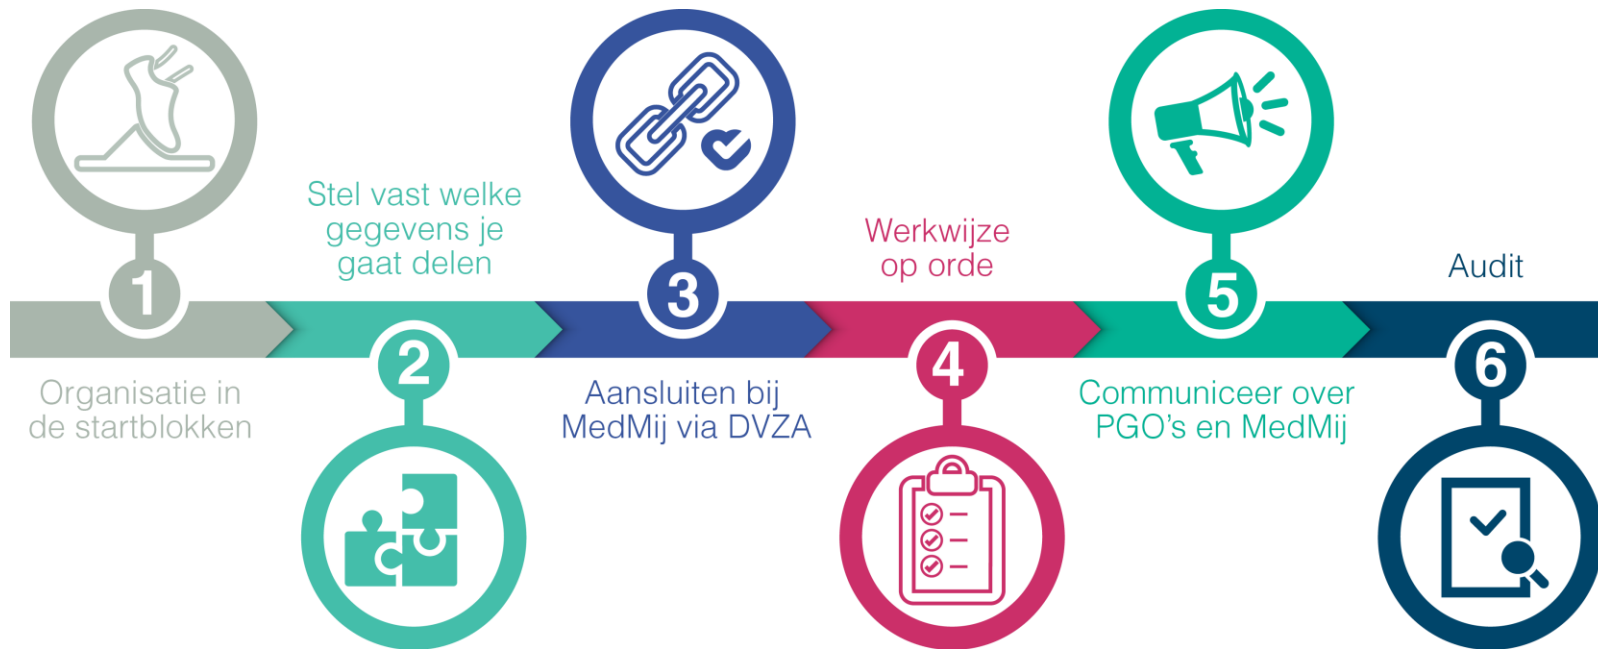 1
Organisatie in
de startblokken
Stel vast welke
gegevens je
gaat delen
2
3
Aansluiten bij
MedMij via DVZA
Werkwijze
op orde
4
5
Communiceer over
PGO's en MedMij
Audit
6